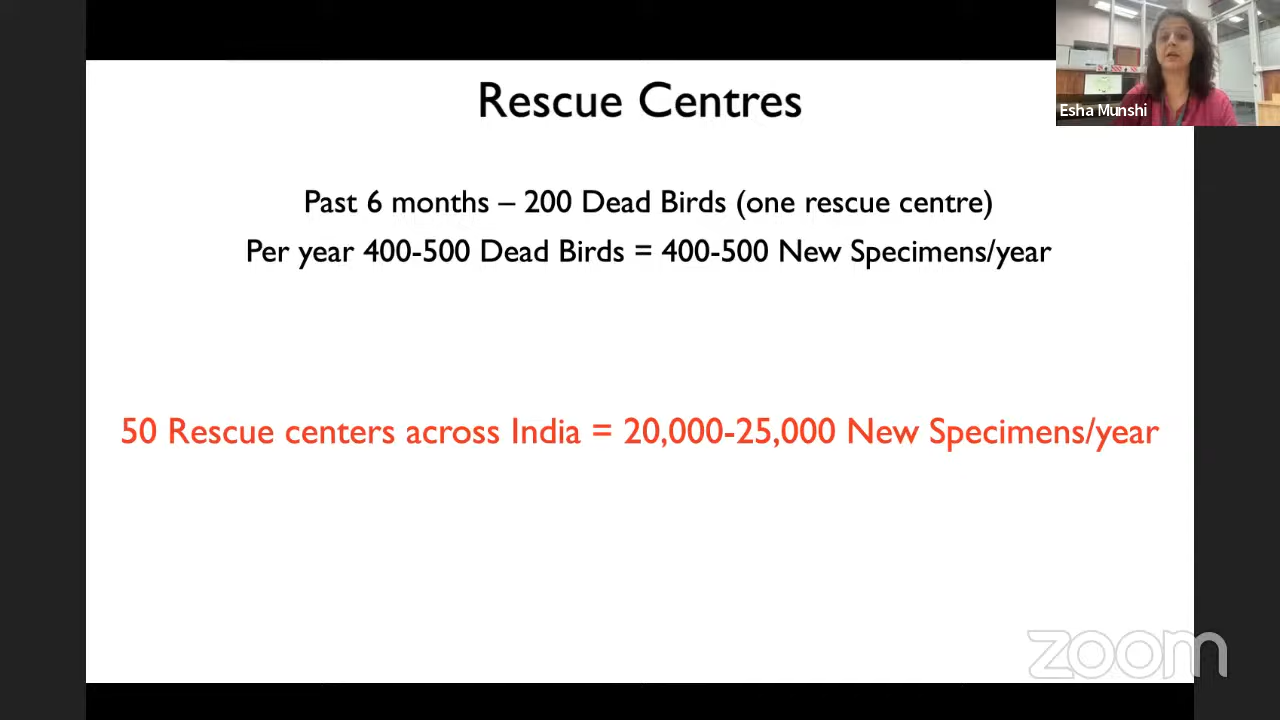 Rescue Centres
Esha Munshi
Past 6 months – 200 Dead Birds (one rescue centre)
Per year 400-500 Dead Birds = 400-500 New Specimens/year
50 Rescue centers across India = 20,000-25,000 New Specimens/year
zoom